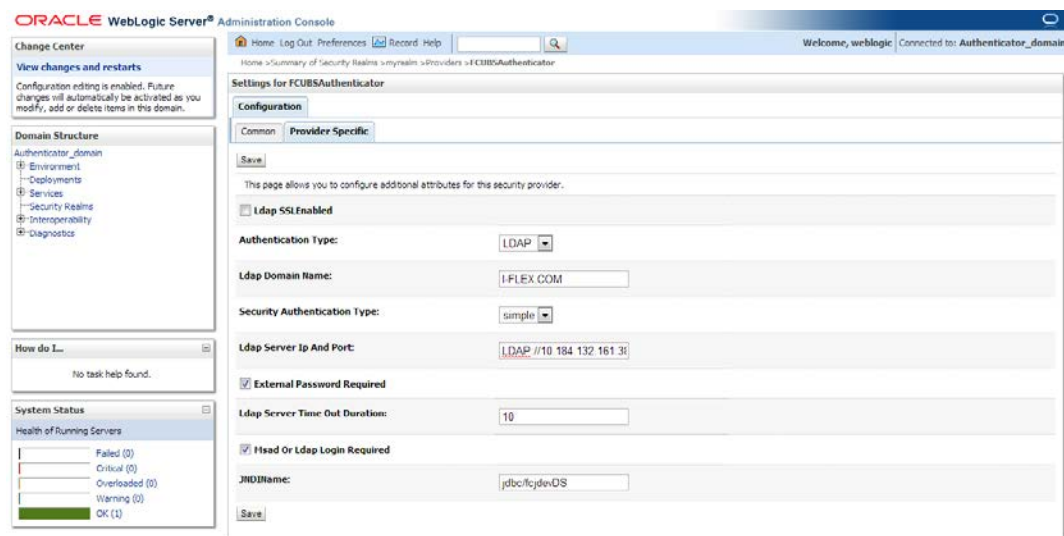 ORACLE WebLogic Server® Administration Console
Change Center
View changes and restarts
Configuration editing is enabled. Future
changes will automatically be activated as you
modify, add or delete items in this domain.
Domain Structure
Authenticator_domain
Environment
Deployments
Services
Security Realms
Interoperability
Diagnostics
How do I...
No task help found.
System Status
Health of Running Servers
Failed (0)
Critical (0)
Overloaded (0)
Warning (0)
OK (1)
Home Log Out Preferences Record Help
Welcome, weblogic Connected to: Authenticator_domain
Home >Summary of Security Realms >myrealm >Providers >FCUBSAuthenticator
Settings for FCUBSAuthenticator
Configuration
Common Provider Specific
Save
This page allows you to configure additional attributes for this security provider.
Ldap SSLEnabled
Authentication Type: LDAP
Ldap Domain Name: I-FLEX.COM
Security Authentication Type: simple
Ldap Server Ip And Port: LDAP //10 184 132 161 38
External Password Required
Ldap Server Time Out Duration: 10
Msad Or Ldap Login Required
JNDIName: jdbc/fcjdevDS
Save